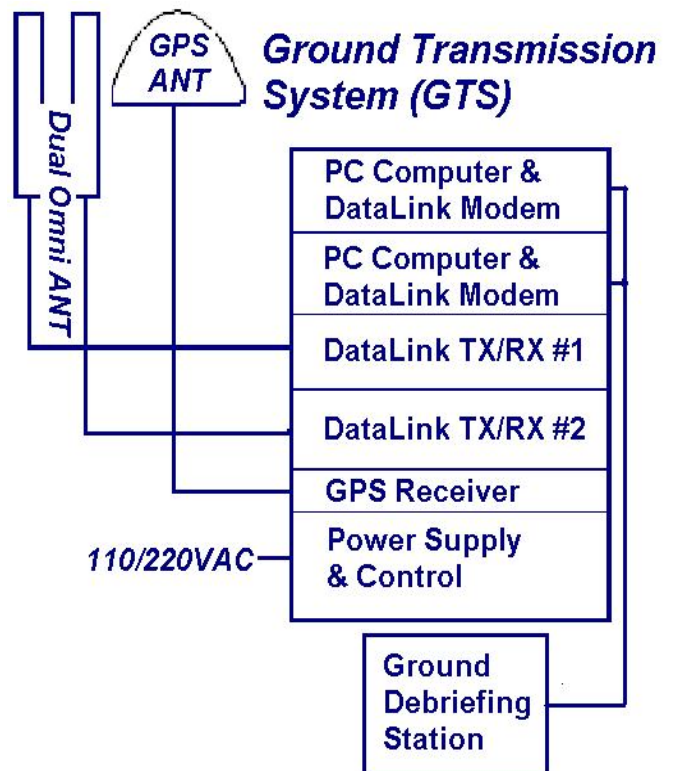 GPS
ANT
Ground Transmission
System (GTS)
Dual Omni ANT
PC Computer &
DataLink Modem
PC Computer &
DataLink Modem
DataLink TX/RX #1
DataLink TX/RX #2
GPS Receiver
110/220VAC
Power Supply
& Control
Ground
Debriefing
Station